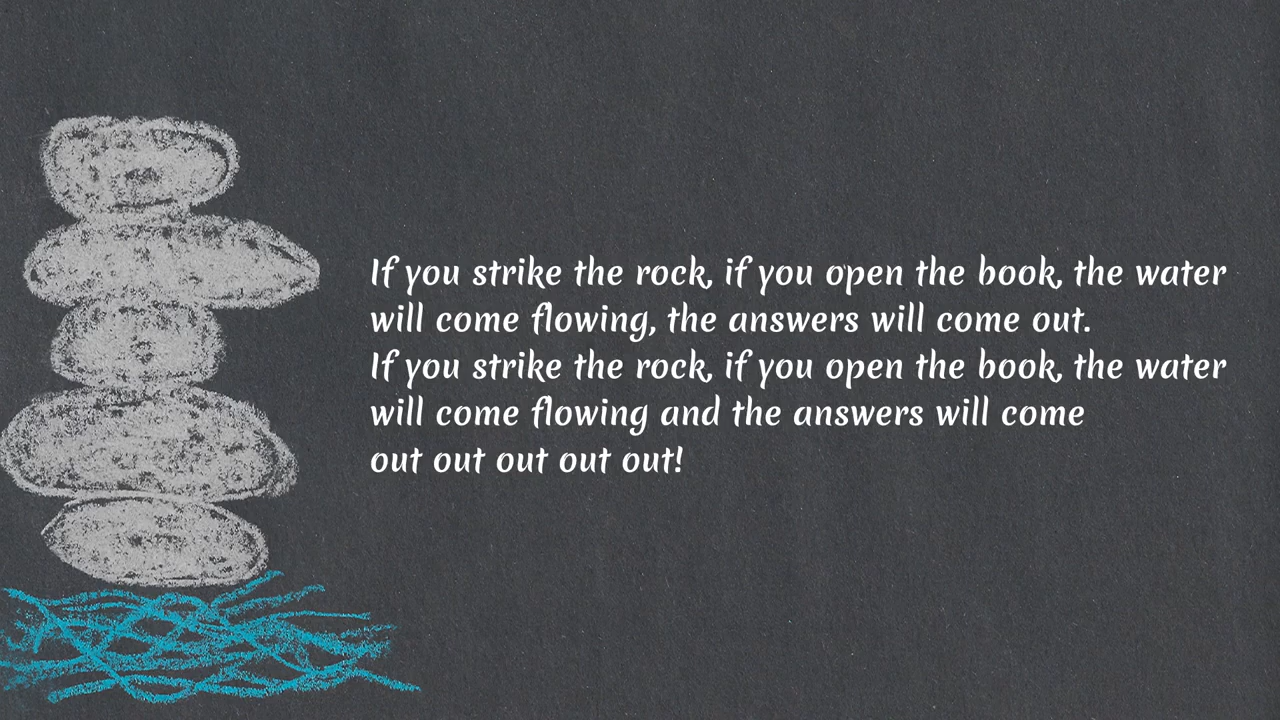 If you strike the rock, if you open the book, the water
will come flowing, the answers will come out.
If you strike the rock, if you open the book, the water
will come flowing and the answers will come
out out out out out!